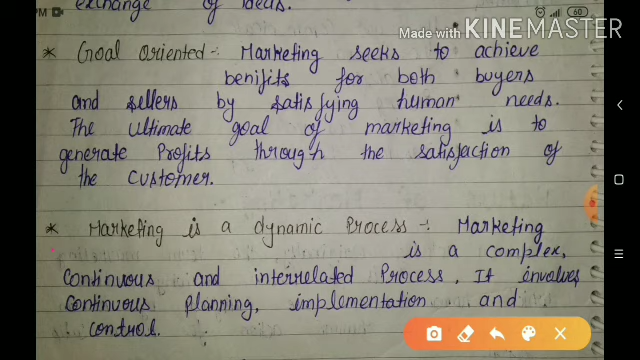 exchange of ideas.
PM
60
Made with KINEMASTER
* Goal oriented -: Marketing seeks to achieve
benifits for both buyers
and sellers by satisfying human needs.
The ultimate goal of marketing is to
generate Profits through the satisfaction of
the customer.
* Marketing is a dynamic Process -: Marketing
is a complex,
Continuous and interrelated Process. It involves
Continuous planning, implementation and
control.